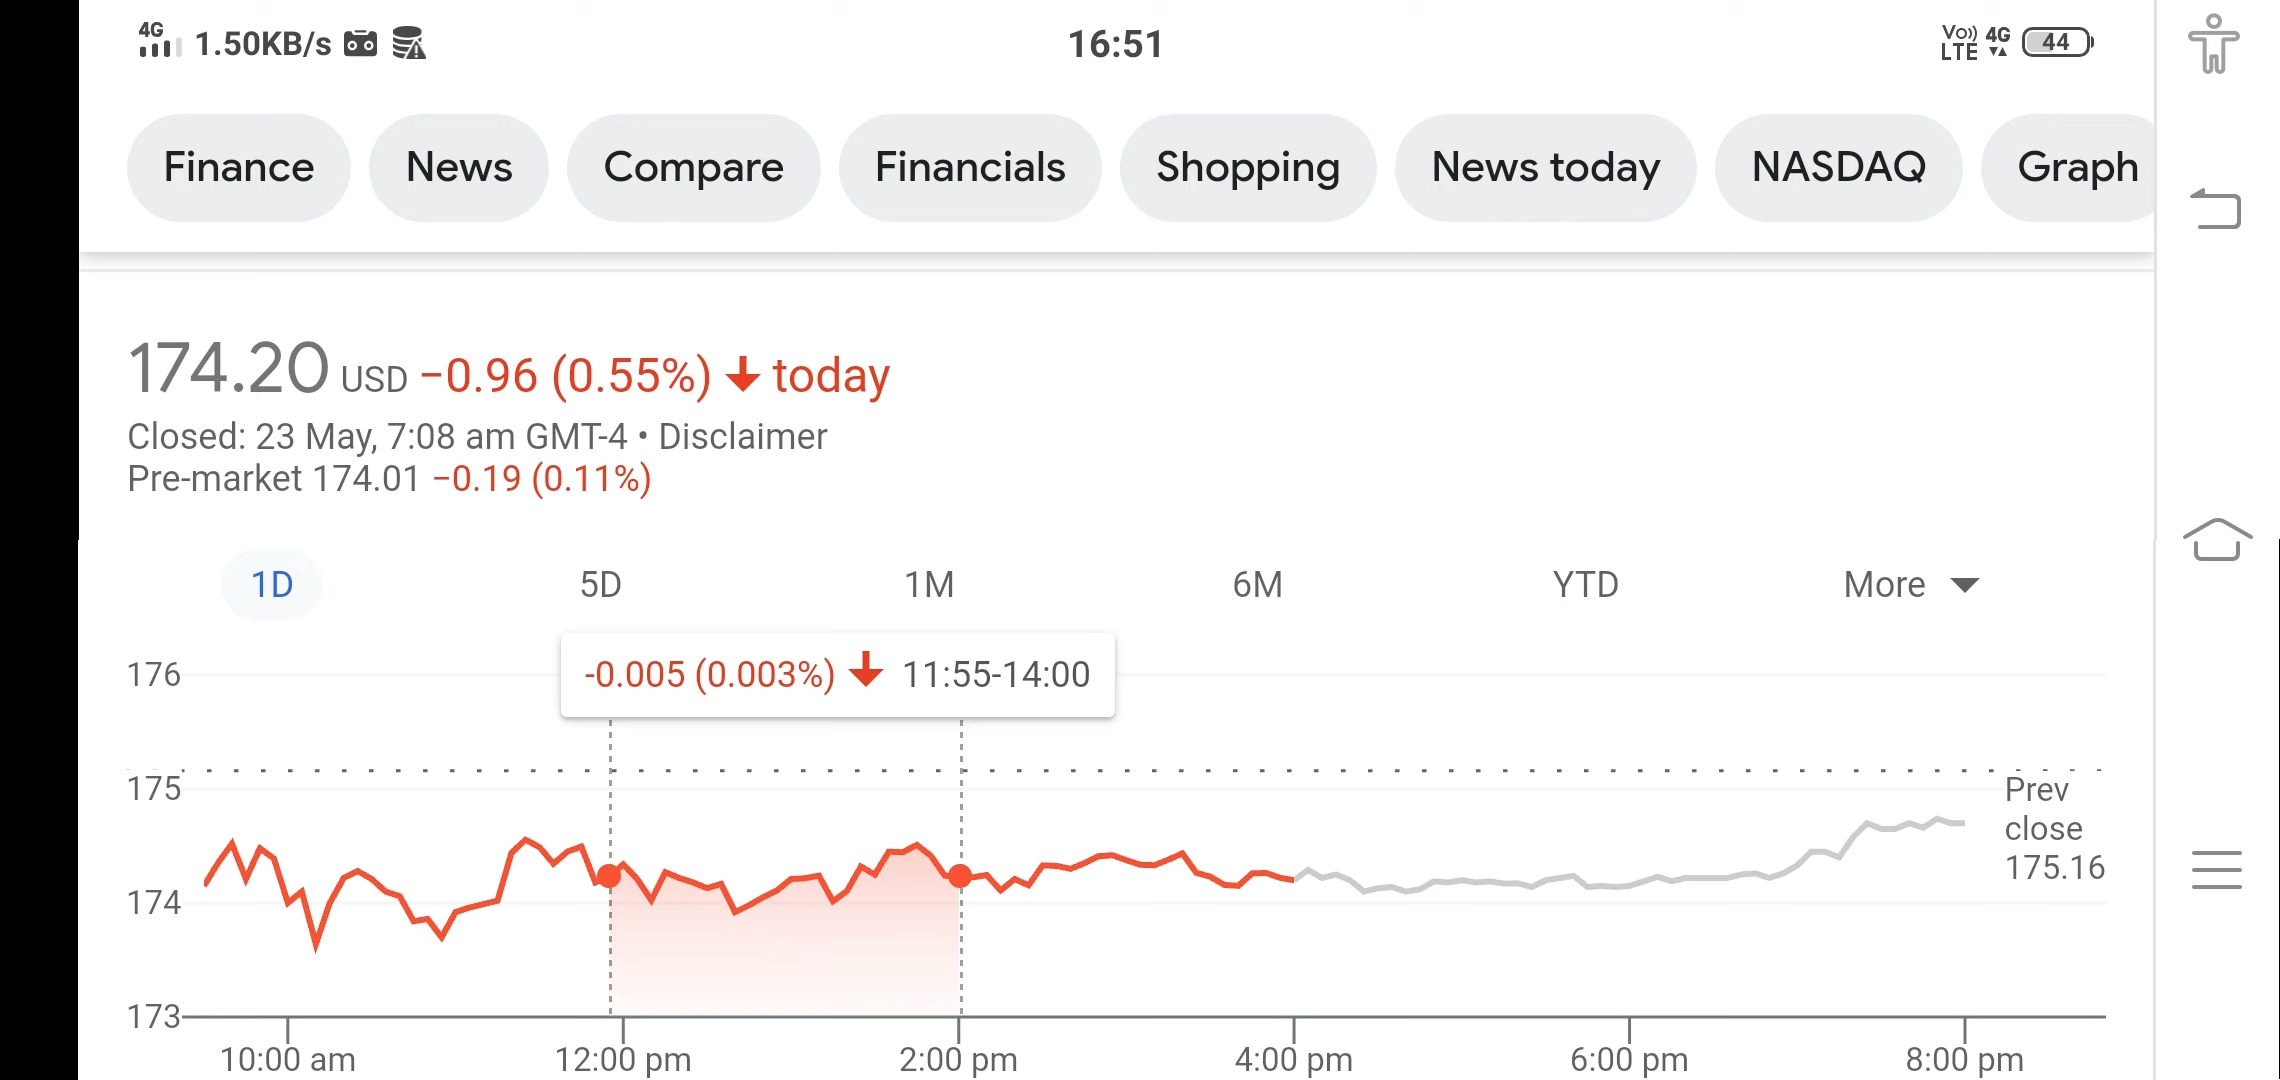 4G 1.50KB/s 16:51 Vo)) LTE 4G 44
Finance News Compare Financials Shopping News today NASDAQ Graph
174.20 USD −0.96 (0.55%) today
Closed: 23 May, 7:08 am GMT-4 • Disclaimer
Pre-market 174.01 −0.19 (0.11%)
1D 5D 1M 6M YTD More
-0.005 (0.003%) 11:55-14:00
176
175
174
173
Prev
close
175.16
10:00 am 12:00 pm 2:00 pm 4:00 pm 6:00 pm 8:00 pm